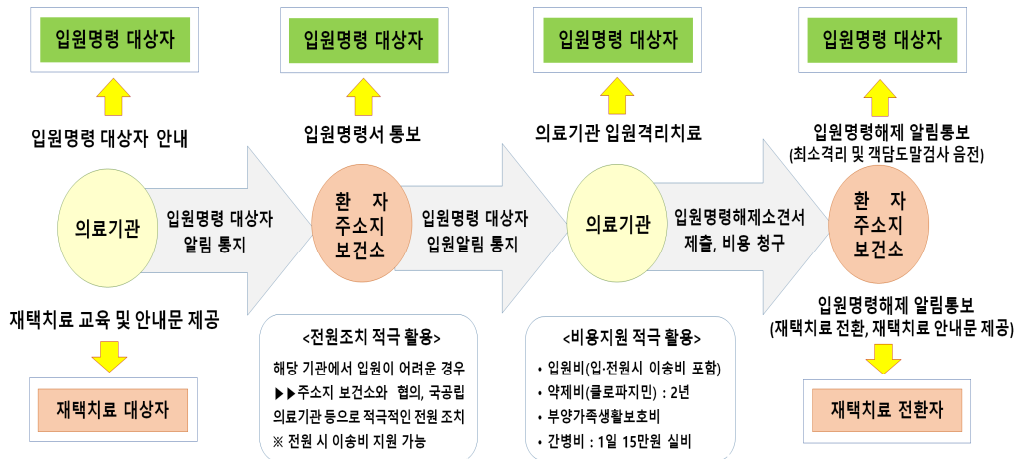 입원명령 대상자
입원명령 대상자
입원명령 대상자
입원명령 대상자
입원명령 대상자 안내
입원명령서 통보
의료기관 입원격리치료
입원명령해제 알림통보
(최소격리 및 객담도말검사 음전)
의료기관
입원명령 대상자
알림 통지
환 자
주소지
보건소
입원명령 대상자
입원알림 통지
의료기관
입원명령해제소견서
제출, 비용 청구
환 자
주소지
보건소
재택치료 교육 및 안내문 제공
재택치료 대상자
<전원조치 적극 활용>
해당 기관에서 입원이 어려운 경우
▶▶주소지 보건소와 협의, 국공립
의료기관 등으로 적극적인 전원 조치
※ 전원 시 이송비 지원 가능
<비용지원 적극 활용>
• 입원비(입·전원시 이송비 포함)
• 약제비(클로파지민) : 2년
• 부양가족생활보호비
• 간병비 : 1일 15만원 실비
입원명령해제 알림통보
(재택치료 전환, 재택치료 안내문 제공)
재택치료 전환자